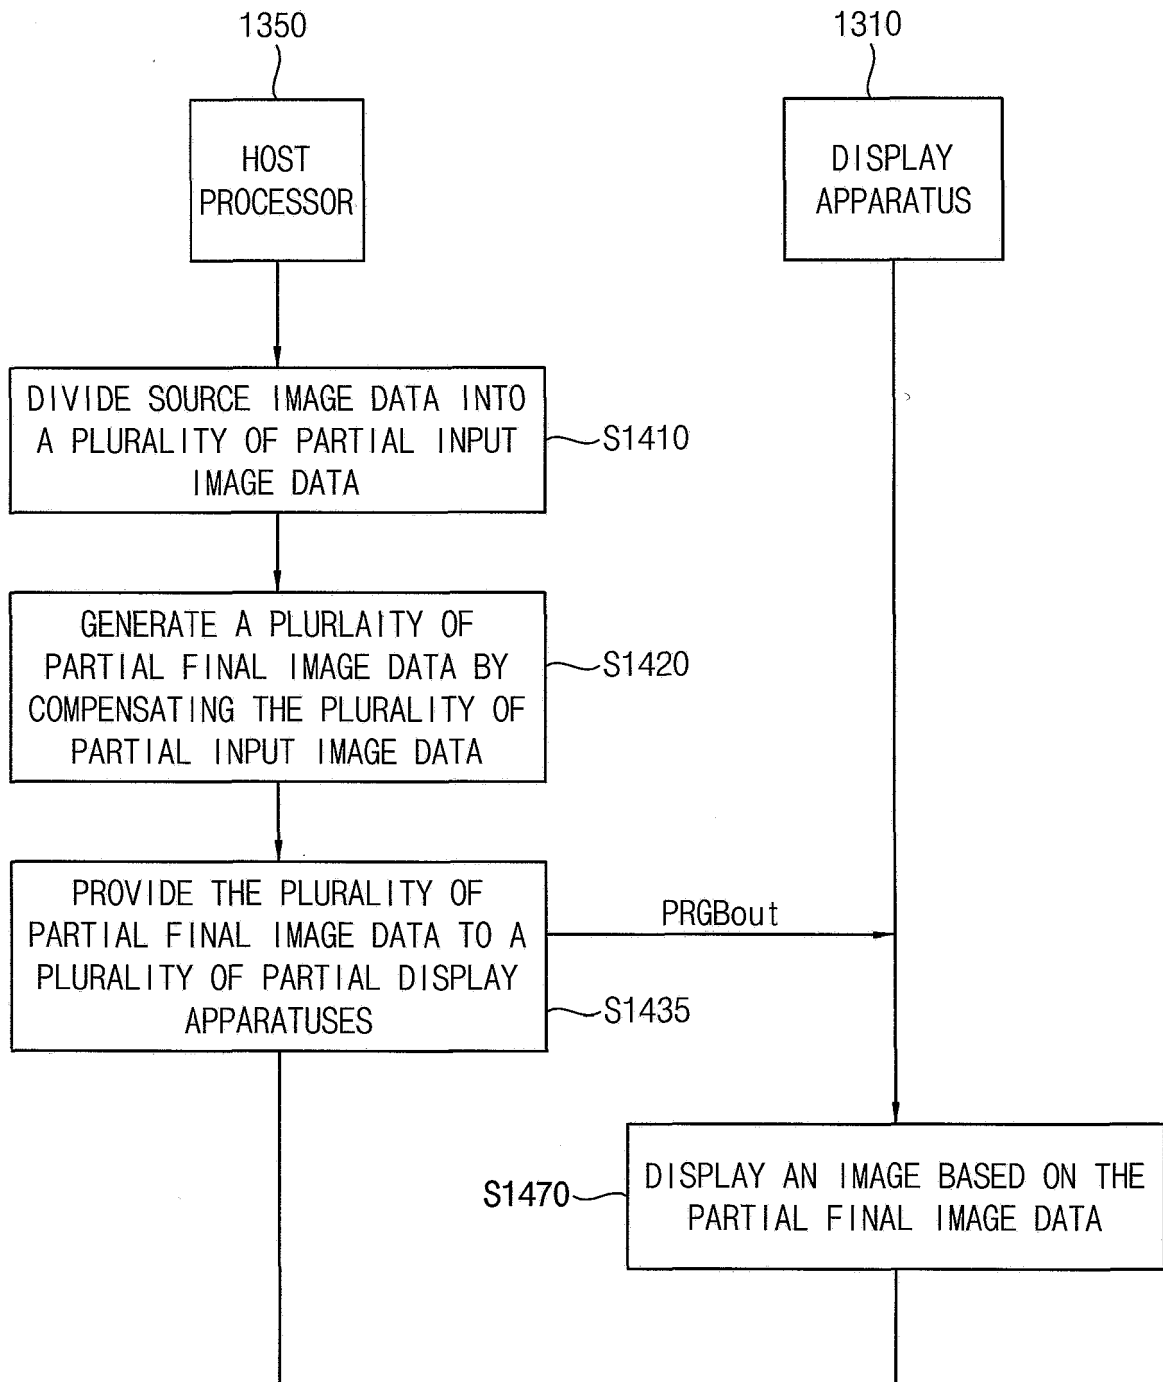 1350
1310
HOST
PROCESSOR
DISPLAY
APPARATUS
DIVIDE SOURCE IMAGE DATA INTO
A PLURALITY OF PARTIAL INPUT
IMAGE DATA
S1410
GENERATE A PLURLAITY OF
PARTIAL FINAL IMAGE DATA BY
COMPENSATING THE PLURALITY OF
PARTIAL INPUT IMAGE DATA
S1420
PROVIDE THE PLURALITY OF
PARTIAL FINAL IMAGE DATA TO A
PLURALITY OF PARTIAL DISPLAY
APPARATUSES
S1435
PRGBout
S1470
DISPLAY AN IMAGE BASED ON THE
PARTIAL FINAL IMAGE DATA